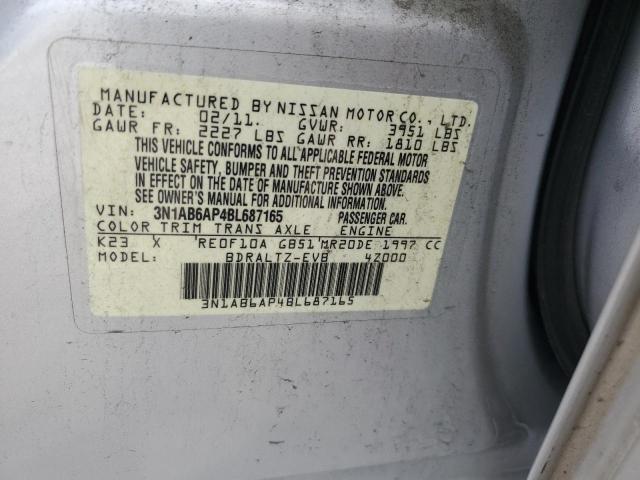 MANUFACTURED BY NISSAN MOTOR CO., LTD.
DATE: 02/11. GVWR: 3951 LBS
GAWR FR: 2227 LBS GAWR RR: 1810 LBS
THIS VEHICLE CONFORMS TO ALL APPLICABLE FEDERAL MOTOR
VEHICLE SAFETY, BUMPER AND THEFT PREVENTION STANDARDS
IN EFFECT ON THE DATE OF MANUFACTURE SHOWN ABOVE.
SEE OWNER'S MANUAL FOR ADDITIONAL INFORMATION.
VIN: 3N1AB6AP4BL687165 PASSENGER CAR.
COLOR TRIM TRANS AXLE ENGINE
K23 X 'RE0F10A GB51'MR20DE 1997 CC
MODEL: BDRALTZ-EVB 4Z000
3N1AB6AP4BL687165